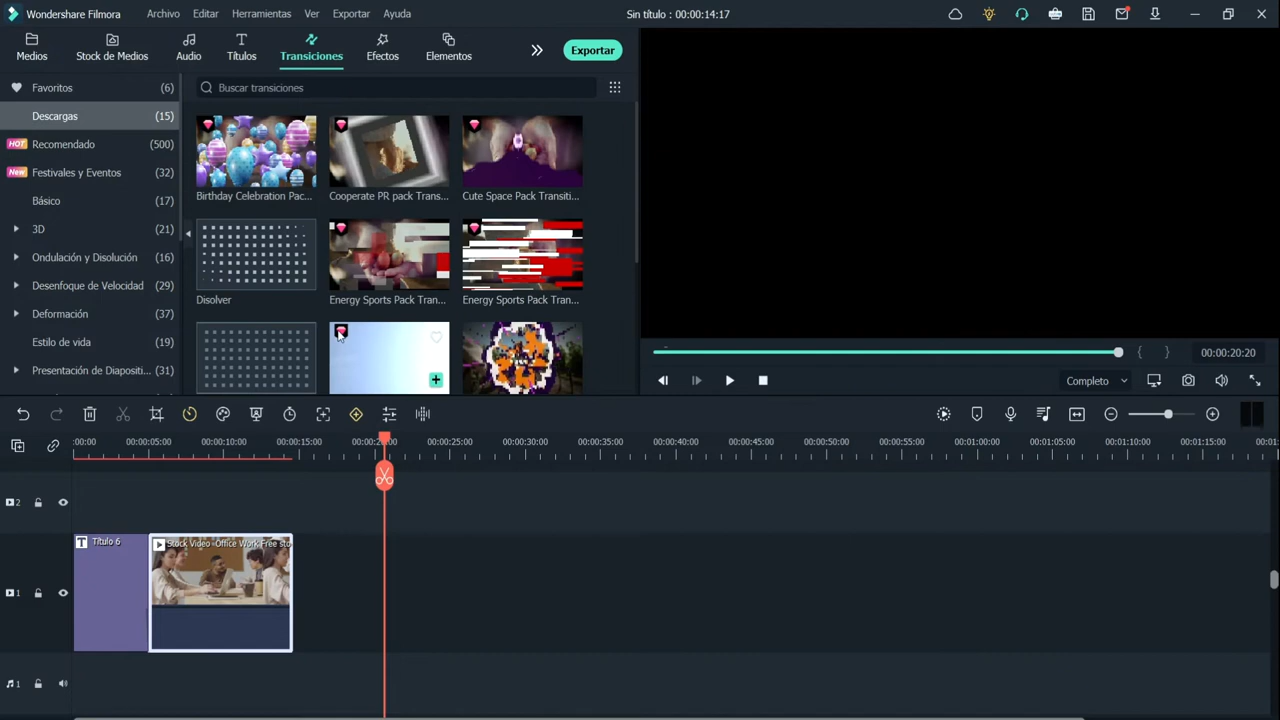 Wondershare Filmora Archivo Editar Herramientas Ver Exportar Ayuda Sin título : 00:00:14:17
Medios Stock de Medios Audio Títulos Transiciones Efectos Elementos Exportar
Favoritos (6)
Buscar transiciones
Descargas (15)
HOT Recomendado (500)
New Festivales y Eventos (32)
Básico (17)
3D (21)
Ondulación y Disolución (16)
Desenfoque de Velocidad (29)
Deformación (37)
Estilo de vida (19)
Presentación de Diapositi... (31)
Birthday Celebration Pac... Cooperate PR pack Trans... Cute Space Pack Transiti...
Disolver Energy Sports Pack Tran... Energy Sports Pack Tran...
{ } 00:00:20:20
Completo
:00:00 00:00:05:00 00:00:10:00 00:00:15:00 00:00:25:00 00:00:30:00 00:00:35:00 00:00:40:00 00:00:45:00 00:00:50:00 00:00:55:00 00:01:00:00 00:01:05:00 00:01:10:00 00:01:15:00
2
T Título 6 Stock Video -Office Work Free sto
1
1